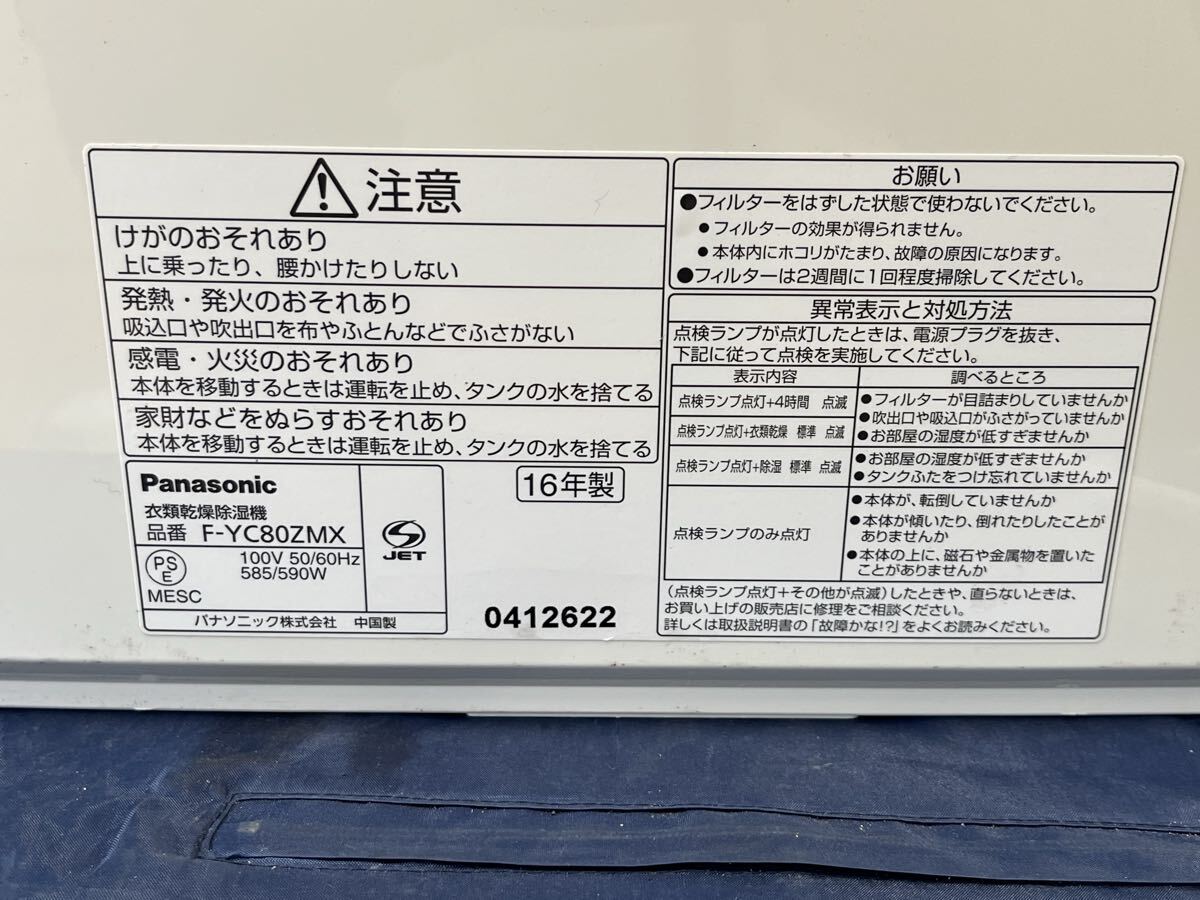 注意
けがのおそれあり
上に乗ったり、腰かけたりしない
発熱・発火のおそれあり
吸込口や吹出口を布やふとんなどでふさがない
感電・火災のおそれあり
本体を移動するときは運転を止め、タンクの水を捨てる
家財などをぬらすおそれあり
本体を移動するときは運転を止め、タンクの水を捨てる
Panasonic
衣類乾燥除湿機
品番 F-YC80ZMX
100V 50/60Hz
585/590W
PS
E
MESC
JET
パナソニック株式会社 中国製
16年製
0412622
お願い
●フィルターをはずした状態で使わないでください。
・フィルターの効果が得られません。
・本体内にホコリがたまり、故障の原因になります。
●フィルターは2週間に1回程度掃除してください。
異常表示と対処方法
点検ランプが点灯したときは、電源プラグを抜き、
下記に従って点検を実施してください。
表示内容 調べるところ
点検ランプ点灯+4時間 点滅
点検ランプ点灯+衣類乾燥 標準 点滅
●フィルターが目詰まりしていませんか
●吹出口や吸込口がふさがっていませんか
●お部屋の湿度が低すぎませんか
点検ランプ点灯+除湿 標準 点滅
●お部屋の湿度が低すぎませんか
●タンクふたをつけ忘れていませんか
点検ランプのみ点灯
●本体が、転倒していませんか
●本体が傾いたり、倒れたりしたことが
ありませんか
●本体の上に、磁石や金属物を置いた
ことがありませんか
(点検ランプ点灯+その他が点滅)したときや、直らないときは、
お買い上げの販売店に修理をご相談ください。
詳しくは取扱説明書の「故障かな!?」をよくお読みください。